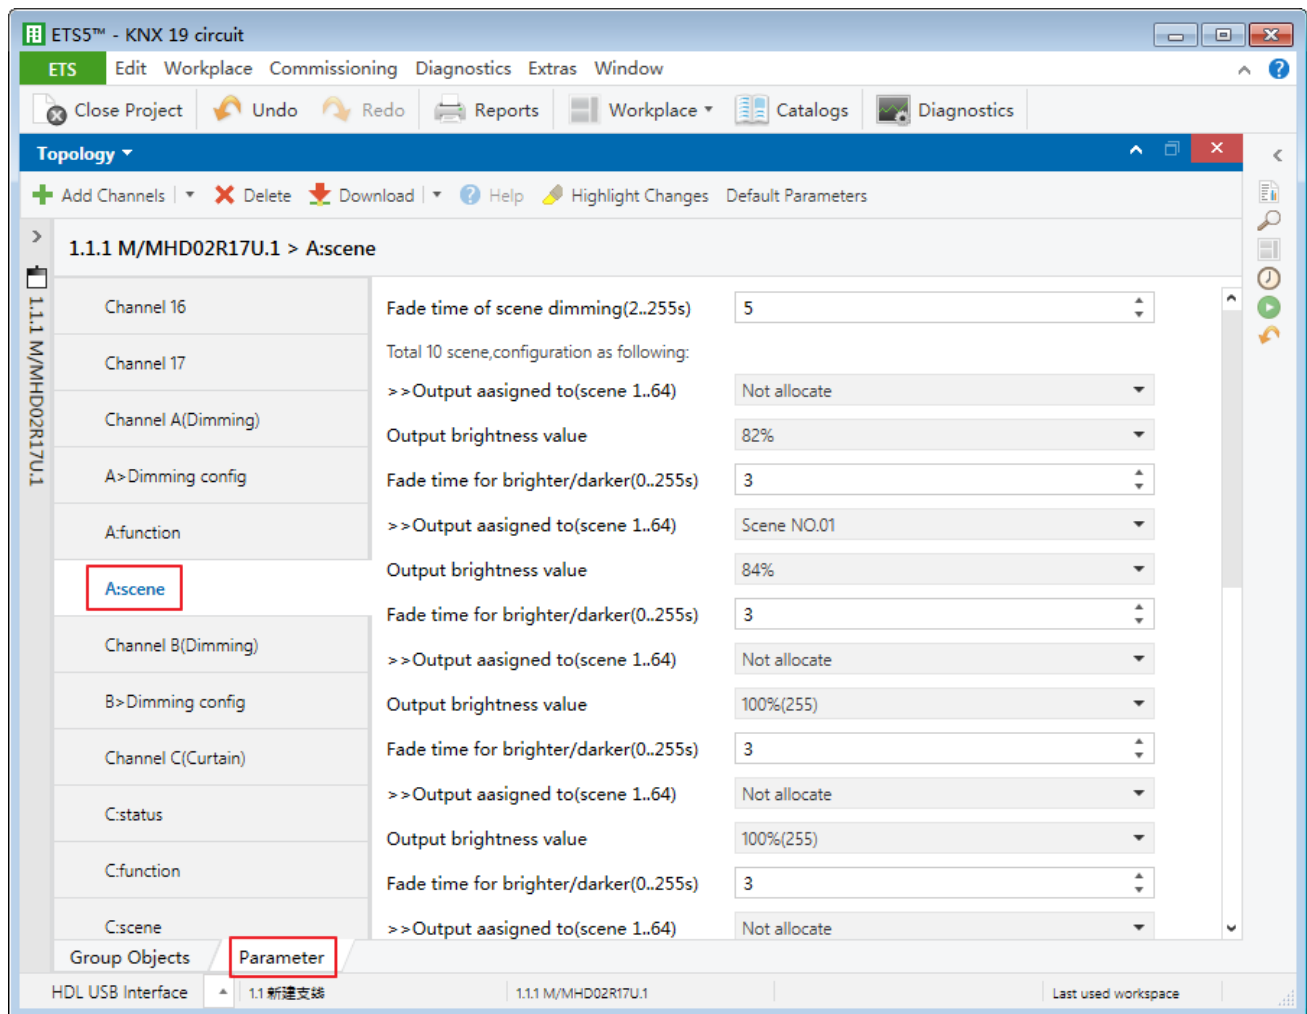 ETS5™ - KNX 19 circuit
ETS Edit Workplace Commissioning Diagnostics Extras Window
Close Project Undo Redo Reports Workplace Catalogs Diagnostics
Topology
Add Channels Delete Download Help Highlight Changes Default Parameters
1.1.1 M/MHD02R17U.1 > A:scene
1.1.1 M/MHD02R17U.1
Channel 16
Channel 17
Channel A(Dimming)
A>Dimming config
A:function
A:scene
Channel B(Dimming)
B>Dimming config
Channel C(Curtain)
C:status
C:function
C:scene
Fade time of scene dimming(2..255s) 5
Total 10 scene,configuration as following:
>>Output aasigned to(scene 1..64) Not allocate
Output brightness value 82%
Fade time for brighter/darker(0..255s) 3
>>Output aasigned to(scene 1..64) Scene NO.01
Output brightness value 84%
Fade time for brighter/darker(0..255s) 3
>>Output aasigned to(scene 1..64) Not allocate
Output brightness value 100%(255)
Fade time for brighter/darker(0..255s) 3
>>Output aasigned to(scene 1..64) Not allocate
Output brightness value 100%(255)
Fade time for brighter/darker(0..255s) 3
>>Output aasigned to(scene 1..64) Not allocate
Group Objects Parameter
HDL USB Interface 1.1 新建支线 1.1.1 M/MHD02R17U.1 Last used workspace